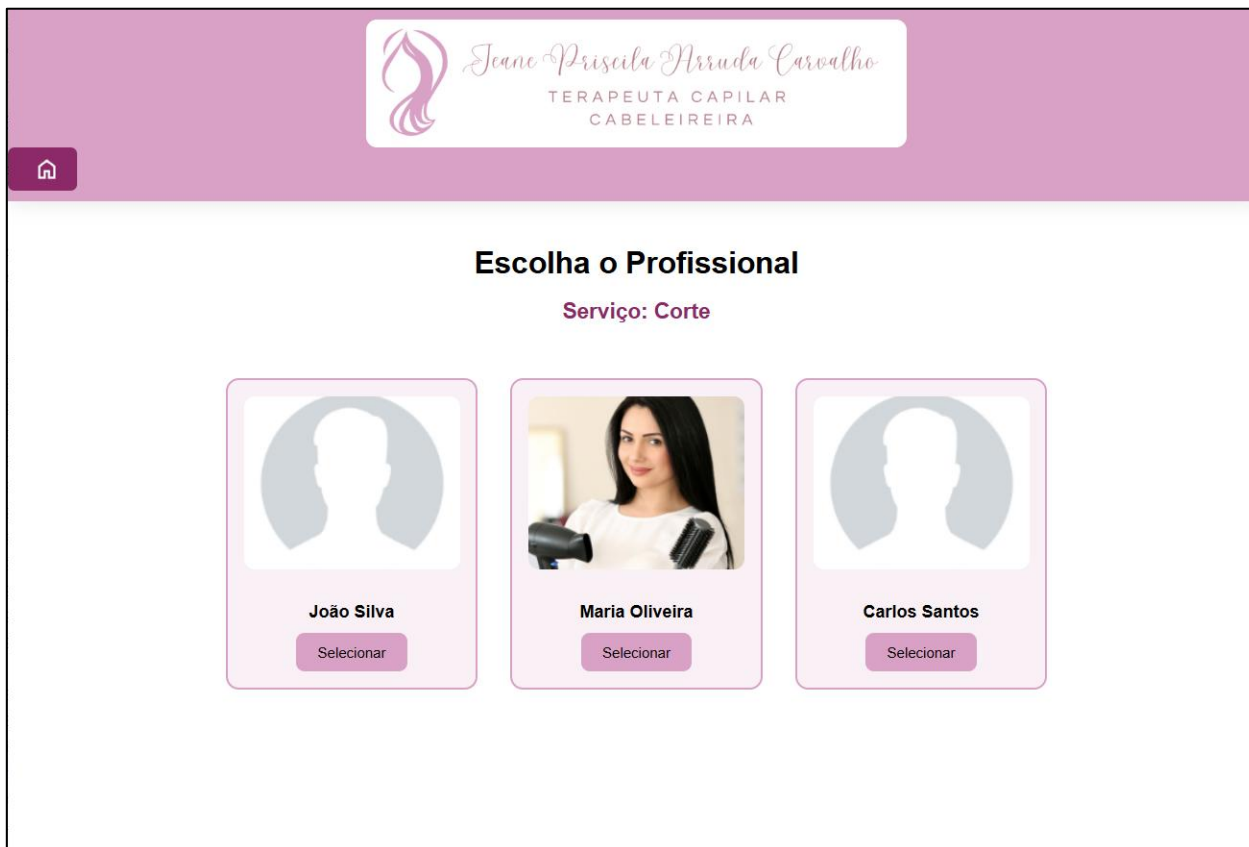 Jeane Priscila Arruda Carvalho
TERAPEUTA CAPILAR
CABELEIREIRA
Escolha o Profissional
Serviço: Corte
João Silva
Maria Oliveira
Carlos Santos
Selecionar
Selecionar
Selecionar